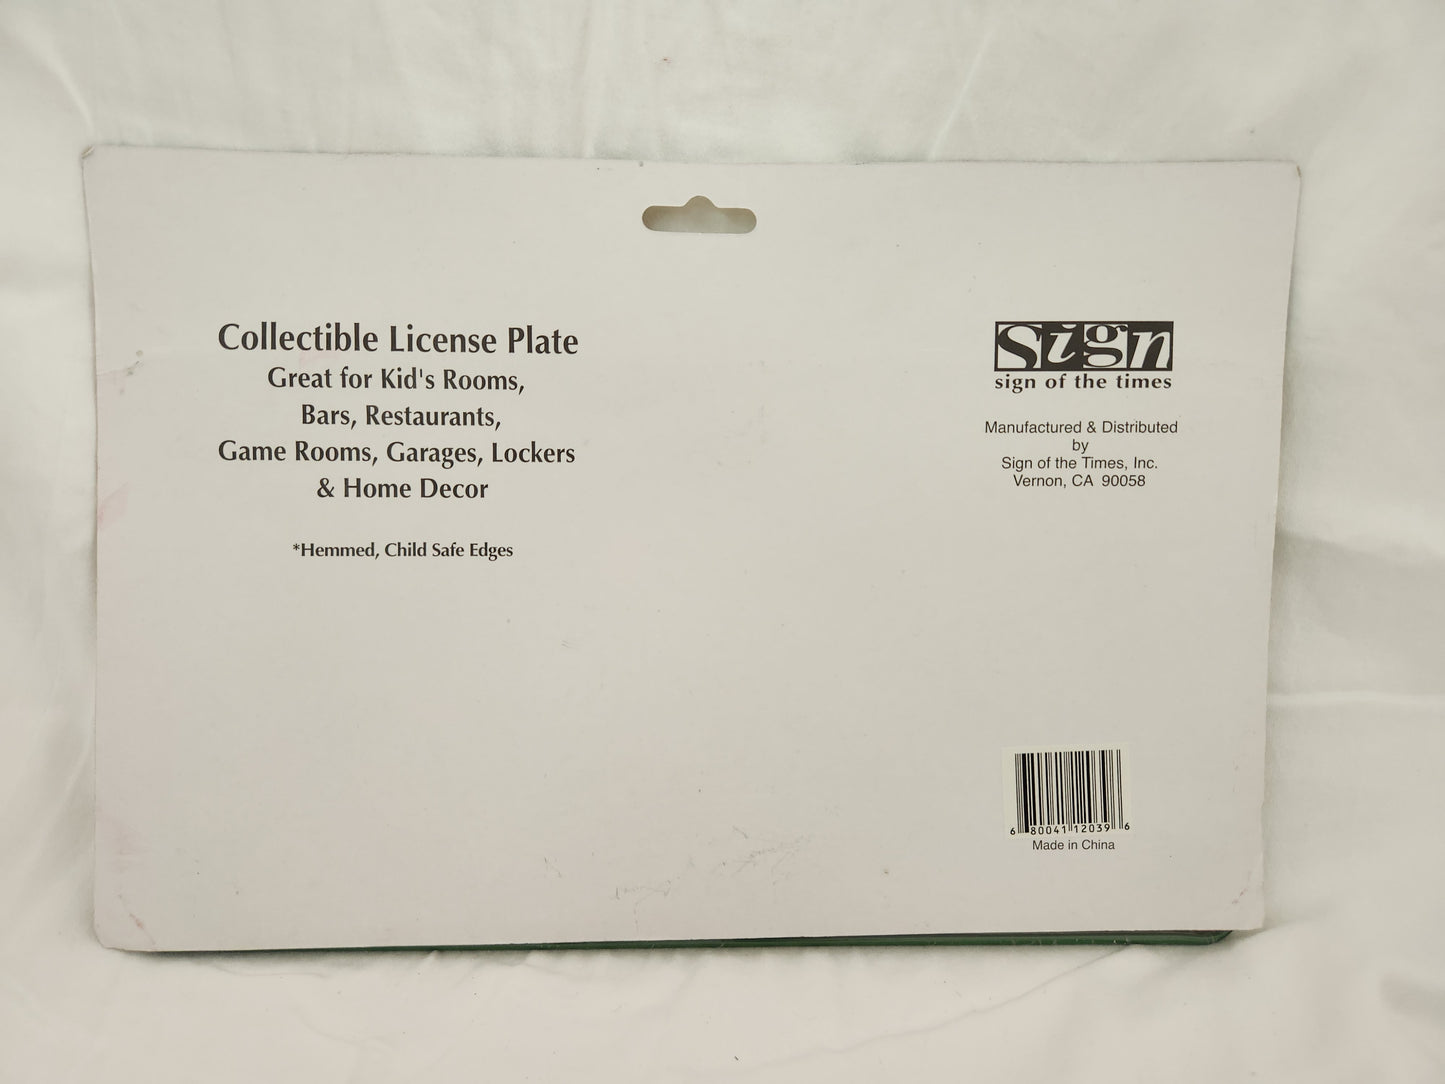 Collectible License Plate
Great for Kid's Rooms,
Bars, Restaurants,
Game Rooms, Garages, Lockers
& Home Decor
*Hemmed, Child Safe Edges
Sign
sign of the times
Manufactured & Distributed
by
Sign of the Times, Inc.
Vernon, CA 90058
6 80041 12039 6
Made in China